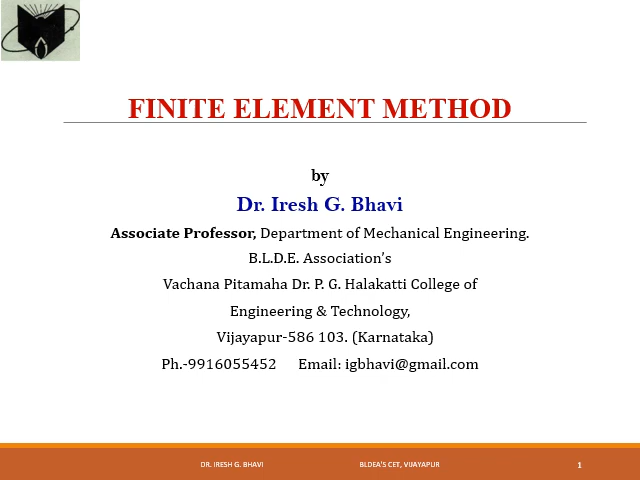 FINITE ELEMENT METHOD
by
Dr. Iresh G. Bhavi
Associate Professor, Department of Mechanical Engineering.
B.L.D.E. Association’s
Vachana Pitamaha Dr. P. G. Halakatti College of
Engineering & Technology,
Vijayapur-586 103. (Karnataka)
Ph.-9916055452 Email: igbhavi@gmail.com
DR. IRESH G. BHAVI BLDEA'S CET, VIJAYAPUR 1